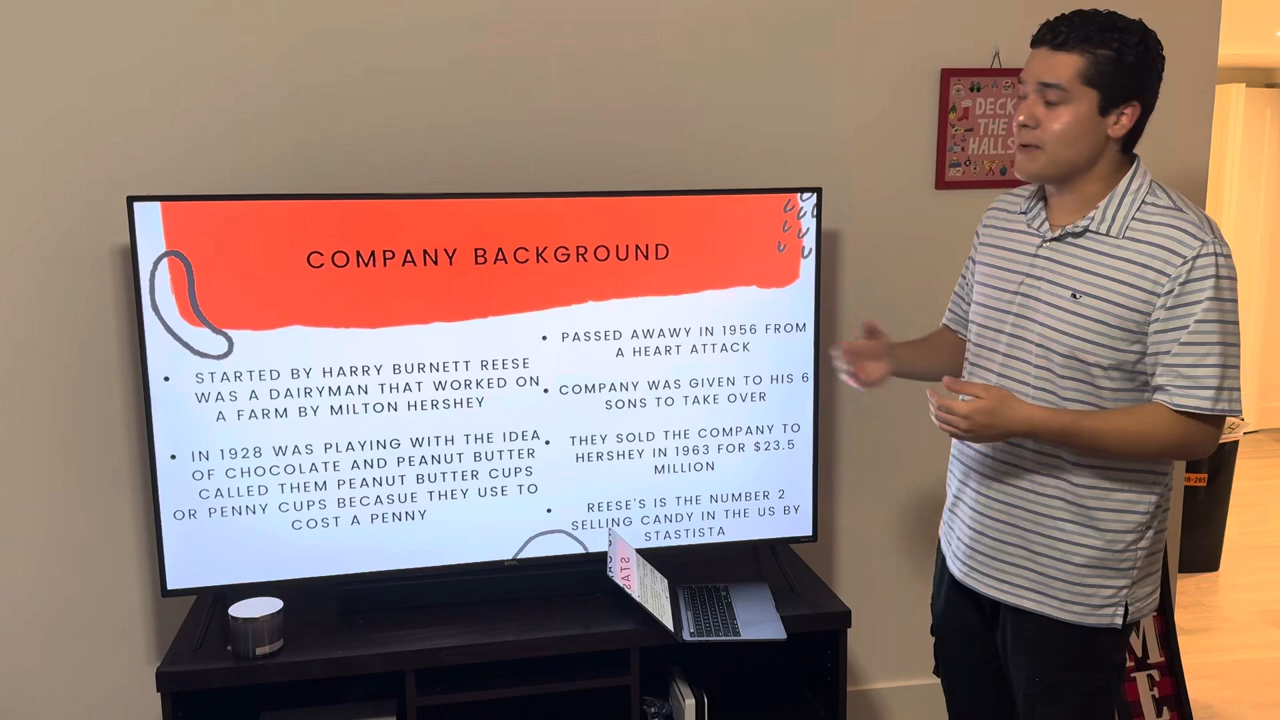 COMPANY BACKGROUND
STARTED BY HARRY BURNETT REESE
WAS A DAIRYMAN THAT WORKED ON
A FARM BY MILTON HERSHEY
IN 1928 WAS PLAYING WITH THE IDEA
OF CHOCOLATE AND PEANUT BUTTER
CALLED THEM PEANUT BUTTER CUPS
OR PENNY CUPS BECASUE THEY USE TO
COST A PENNY
PASSED AWAWY IN 1956 FROM
A HEART ATTACK
COMPANY WAS GIVEN TO HIS 6
SONS TO TAKE OVER
THEY SOLD THE COMPANY TO
HERSHEY IN 1963 FOR $23.5
MILLION
REESE'S IS THE NUMBER 2
SELLING CANDY IN THE US BY
STASTISTA
onn.
DECK
THE
HALLS
M
E